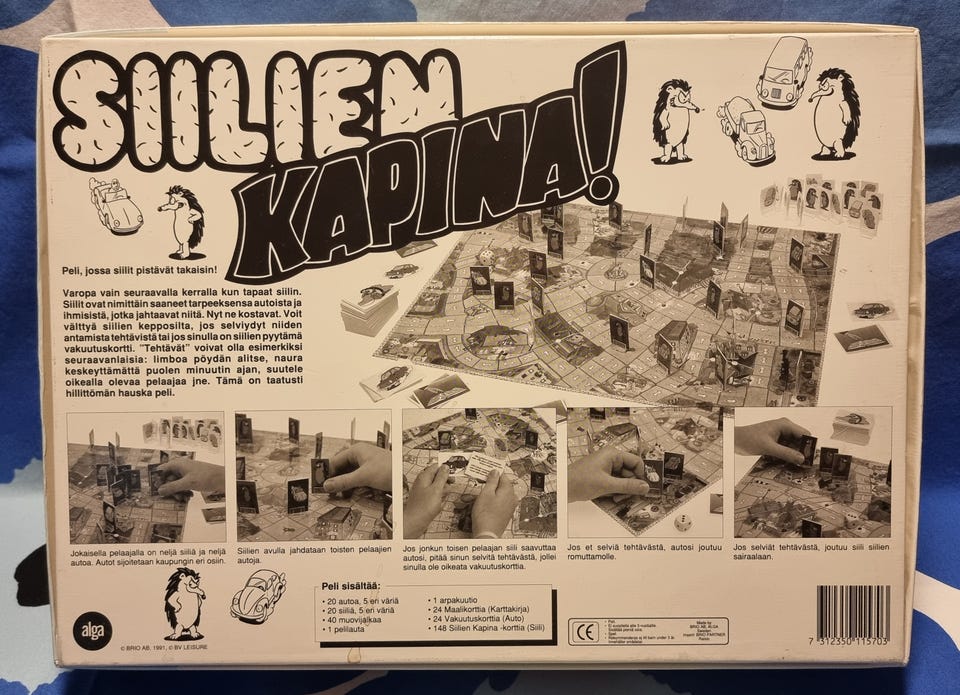 SIILIEN
KAPINA!
Peli, jossa siilit pistävät takaisin!
Varopa vain seuraavalla kerralla kun tapaat siilin.
Siilit ovat nimittäin saaneet tarpeeksensa autoista ja
ihmisistä, jotka jahtaavat niitä. Nyt ne kostavat. Voit
välttyä siilien kepposilta, jos selviydyt niiden
antamista tehtävistä tai jos sinulla on siilien pyytämä
vakuutuskortti. "Tehtävät" voivat olla esimerkiksi
seuraavanlaisia: limboa pöydän alitse, naura
keskeyttämättä puolen minuutin ajan, suutele
oikealla olevaa pelaajaa jne. Tämä on taatusti
hillittömän hauska peli.
Jokaisella pelaajalla on neljä siiliä ja neljä
autoa. Autot sijoitetaan kaupungin eri osiin.
Siilien avulla jahdataan toisten pelaajien
autoja.
Jos jonkun toisen pelaajan siili saavuttaa
autosi, pitää sinun selvitä tehtävästä, jollei
sinulla ole oikeata vakuutuskorttia.
Jos et selviä tehtävästä, autosi joutuu
romuttamolle.
Jos selviät tehtävästä, joutuu siili siilien
sairaalaan.
Peli sisältää:
• 20 autoa, 5 eri väriä
• 20 siiliä, 5 eri väriä
• 40 muovijalkaa
• 1 pelilauta
• 1 arpakuutio
• 24 Maalikorttia (Karttakirja)
• 24 Vakuutuskorttia (Auto)
• 148 Siilien Kapina -korttia (Siili)
alga
© BRIO AB, 1991, © BV LEISURE
CE
Made by
BRIO AB, ALGA
Sweden
7 312350 115703